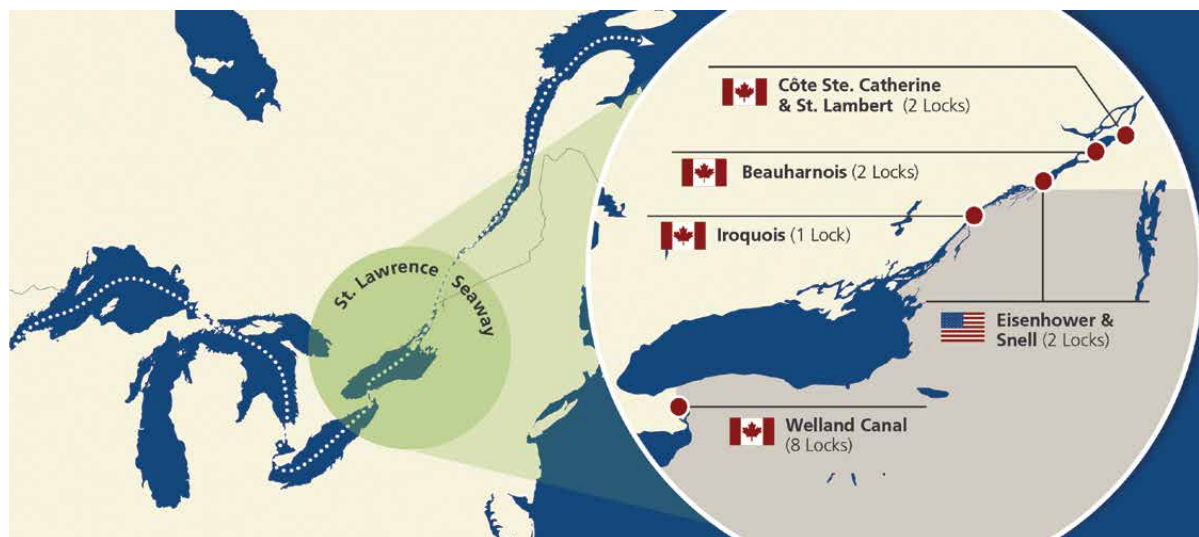 St. Lawrence Seaway
Côte Ste. Catherine
& St. Lambert (2 Locks)
Beauharnois (2 Locks)
Iroquois (1 Lock)
Eisenhower &
Snell (2 Locks)
Welland Canal
(8 Locks)